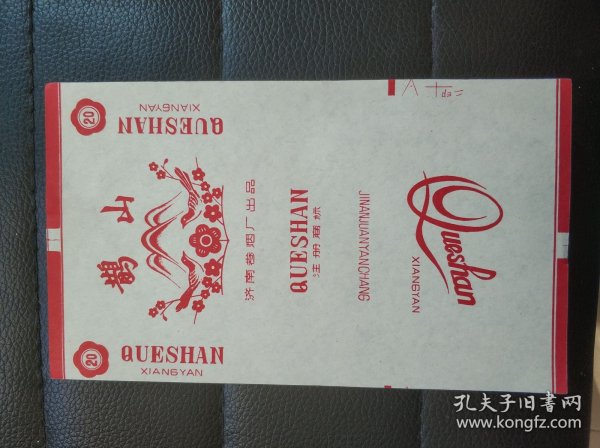 20
QUESHAN
XIANGYAN
鹊山
济南卷烟厂出品
QUESHAN
注册商标
JINANJUANYANCHANG
Queshan
XIANGYAN
20
QUESHAN
XIANGYAN
孔夫子旧书网
www.kongfz.com